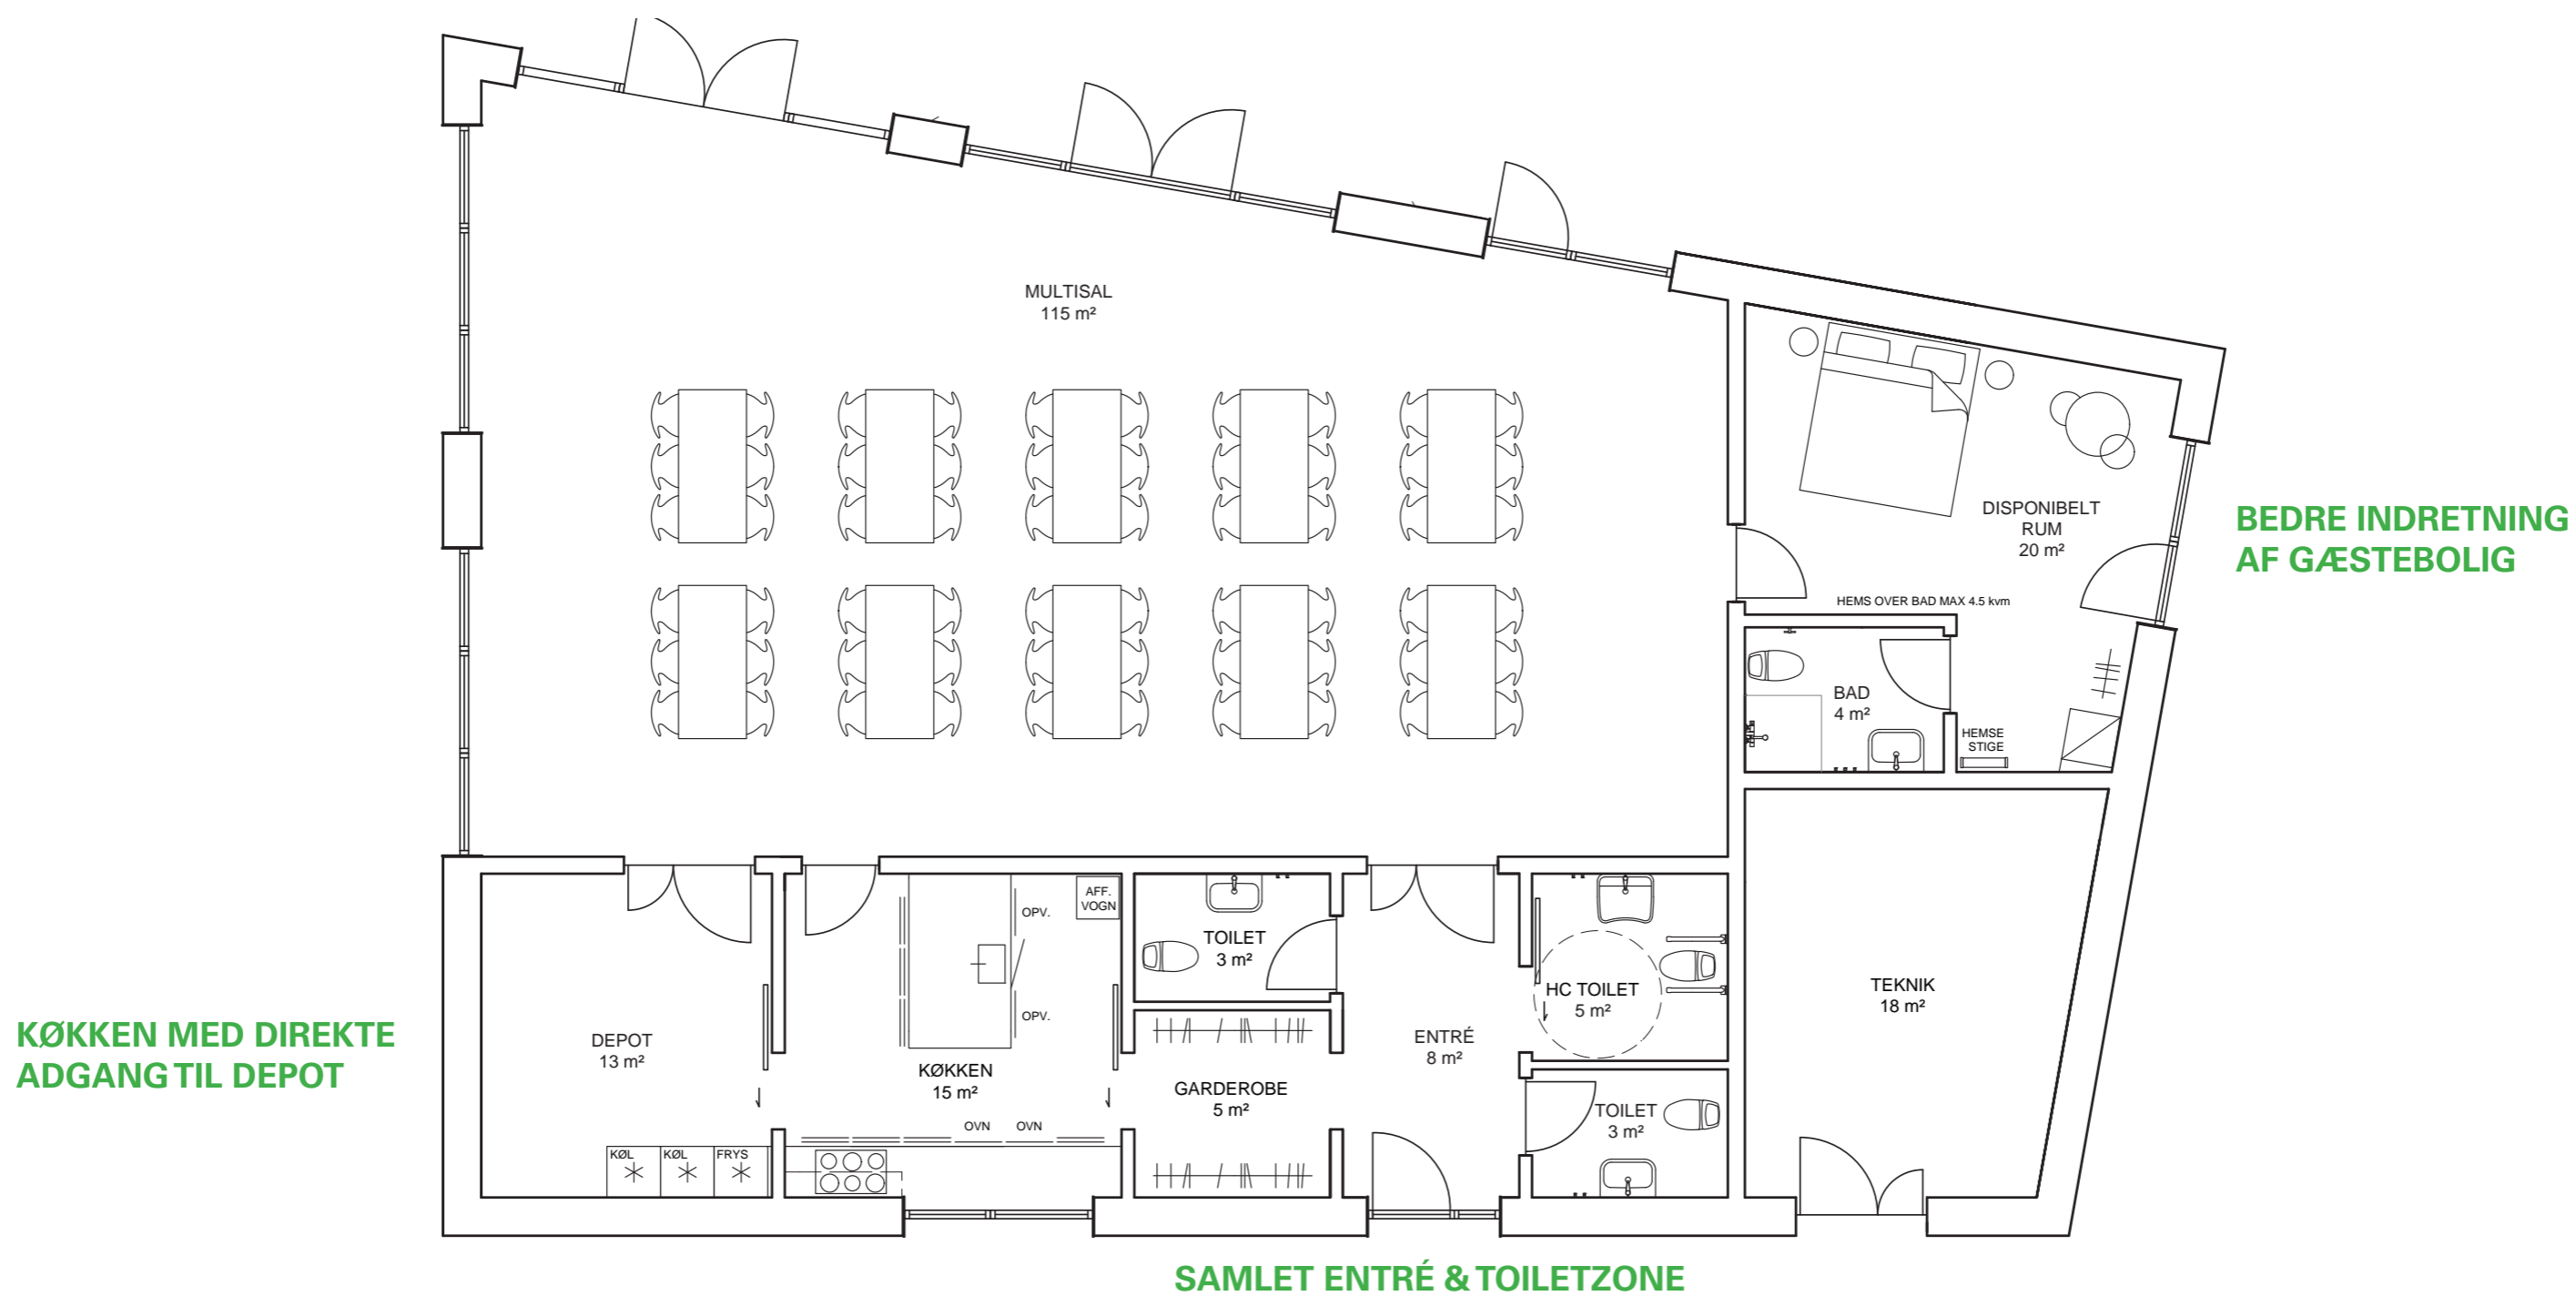 MULTISAL
115 m²
DISPONIBELT
RUM
20 m²
BEDRE INDRETNING
AF GÆSTEBOLIG
HEMS OVER BAD MAX 4.5 kvm
BAD
4 m²
HEMSE
STIGE
AFF.
VOGN
OPV.
TOILET
3 m²
HC TOILET
5 m²
TEKNIK
18 m²
OPV.
KØKKEN MED DIREKTE
ADGANG TIL DEPOT
DEPOT
13 m²
KØKKEN
15 m²
GARDEROBE
5 m²
ENTRÉ
8 m²
TOILET
3 m²
OVN OVN
KØL KØL FRYS
SAMLET ENTRÉ & TOILETZONE